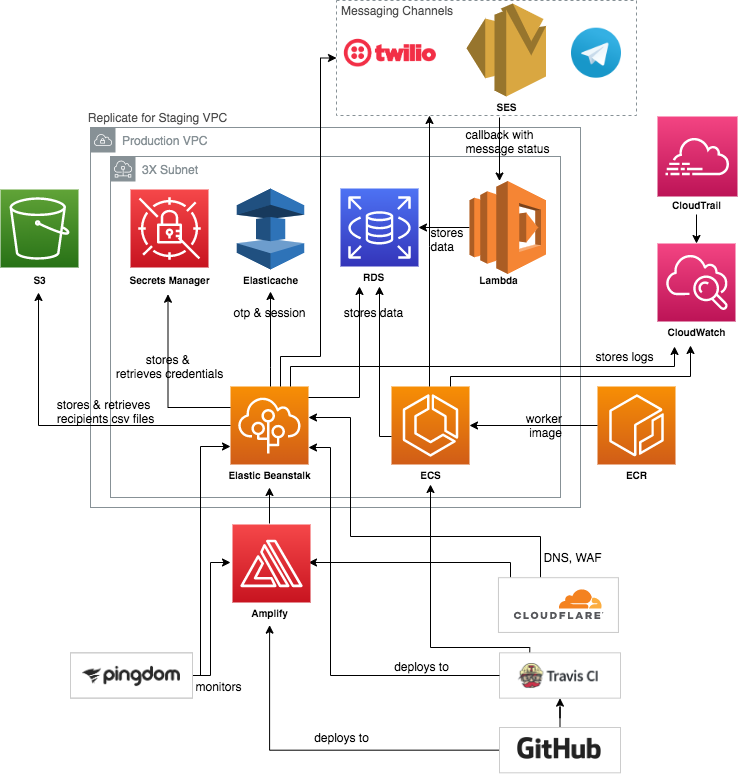 Messaging Channels
twilio
SES
Replicate for Staging VPC
callback with
message status
Production VPC
3X Subnet
CloudTrail
stores
data
S3
Secrets Manager
Elasticache
RDS
Lambda
otp & session
stores data
CloudWatch
stores &
retrieves credentials
stores logs
stores & retrieves
recipients csv files
worker
image
Elastic Beanstalk
ECS
ECR
DNS, WAF
Amplify
CLOUDFLARE
pingdom
monitors
deploys to
Travis CI
deploys to
GitHub